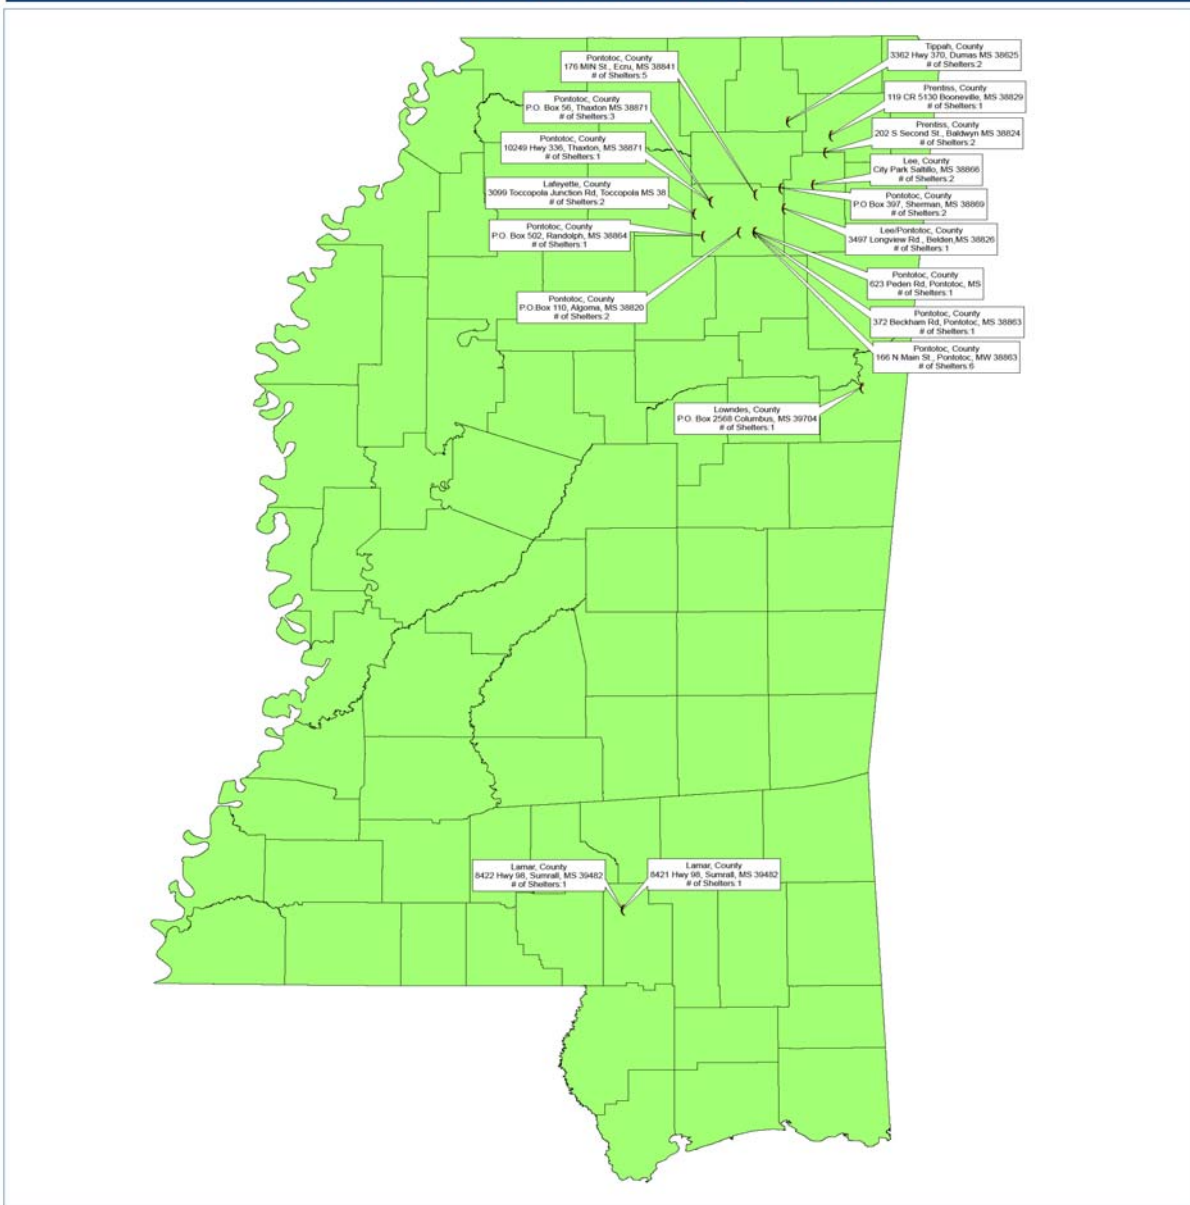 Pontotoc, County
176 MIN St., Ecru, MS 38841
# of Shelters:5
Tippah, County
3362 Hwy 370, Dumas MS 38625
# of Shelters:2
Pontotoc, County
P.O. Box 56, Thaxton MS 38871
# of Shelters:3
Prentiss, County
119 CR 5130 Booneville, MS 38829
# of Shelters:1
Pontotoc, County
10249 Hwy 336, Thaxton, MS 38871
# of Shelters:1
Prentiss, County
202 S Second St., Baldwyn MS 38824
# of Shelters:2
Lee, County
City Park Saltillo, MS 38866
# of Shelters:2
Lafeyette, County
3099 Toccopola Junction Rd, Toccopola MS 38
# of Shelters:2
Pontotoc, County
P.O Box 397, Sherman, MS 38869
# of Shelters:2
Pontotoc, County
P.O. Box 502, Randolph, MS 38864
# of Shelters:1
Lee/Pontotoc, County
3497 Longview Rd., Belden,MS 38826
# of Shelters:1
Pontotoc, County
623 Peden Rd, Pontotoc, MS
# of Shelters:1
Pontotoc, County
P.O.Box 110, Algoma, MS 38820
# of Shelters:2
Pontotoc, County
372 Beckham Rd, Pontotoc, MS 38863
# of Shelters:1
Pontotoc, County
166 N Main St., Pontotoc, MW 38863
# of Shelters:6
Lowndes, County
P.O. Box 2568 Columbus, MS 39704
# of Shelters:1
Lamar, County
8422 Hwy 98, Sumrall, MS 39482
# of Shelters:1
Lamar, County
8421 Hwy 98, Sumrall, MS 39482
# of Shelters:1